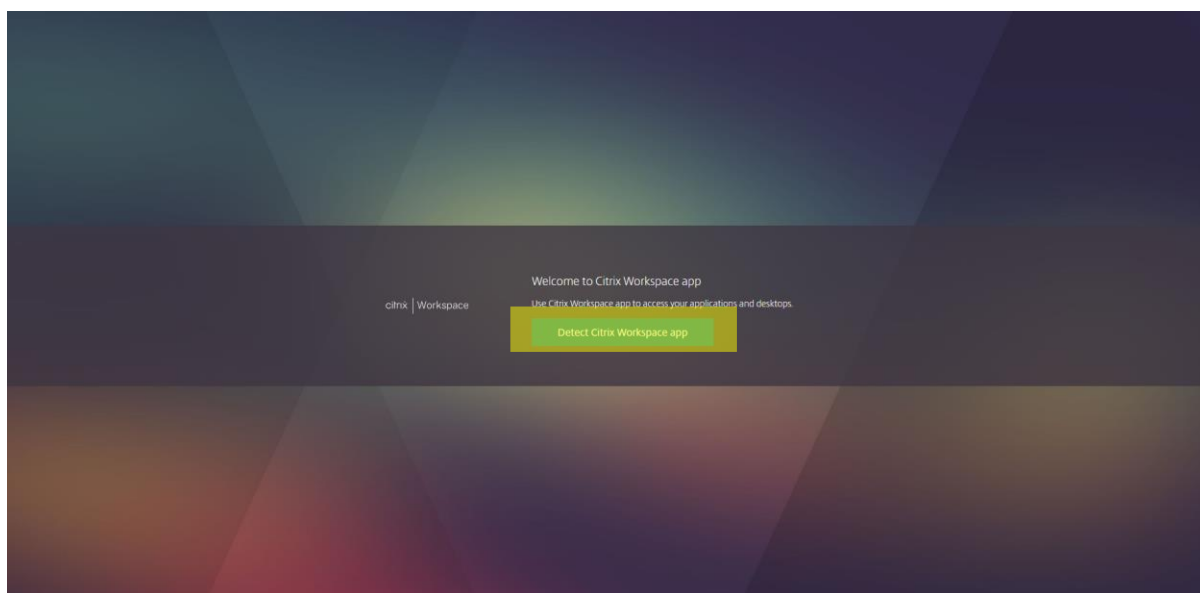 Welcome to Citrix Workspace app
citrix | Workspace
Use Citrix Workspace app to access your applications and desktops.
Detect Citrix Workspace app